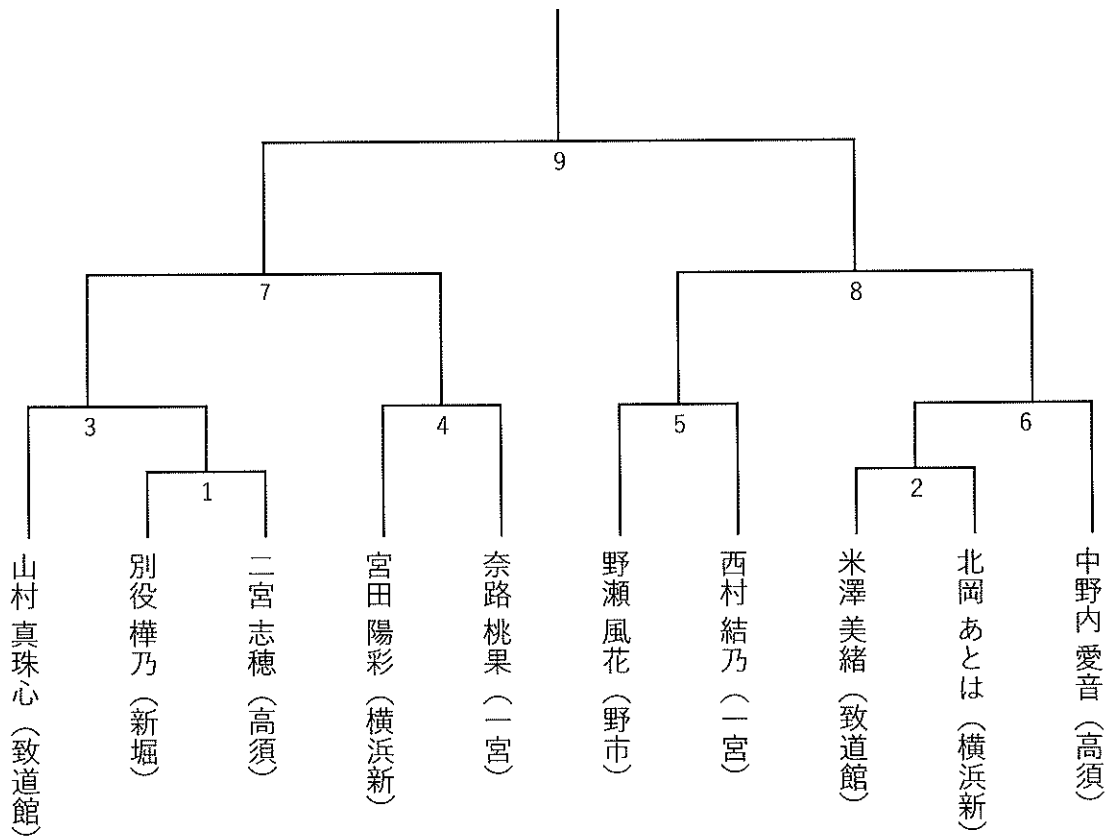 9
7
8
3
4
5
6
1
2
山村 真珠心（致道館）
別役 樺乃（新堀）
二宮 志穂（高須）
宮田 陽彩（横浜新）
奈路 桃果（一宮）
野瀬 風花（野市）
西村 結乃（一宮）
米澤 美緒（致道館）
北岡 あとは（横浜新）
中野内 愛音（高須）